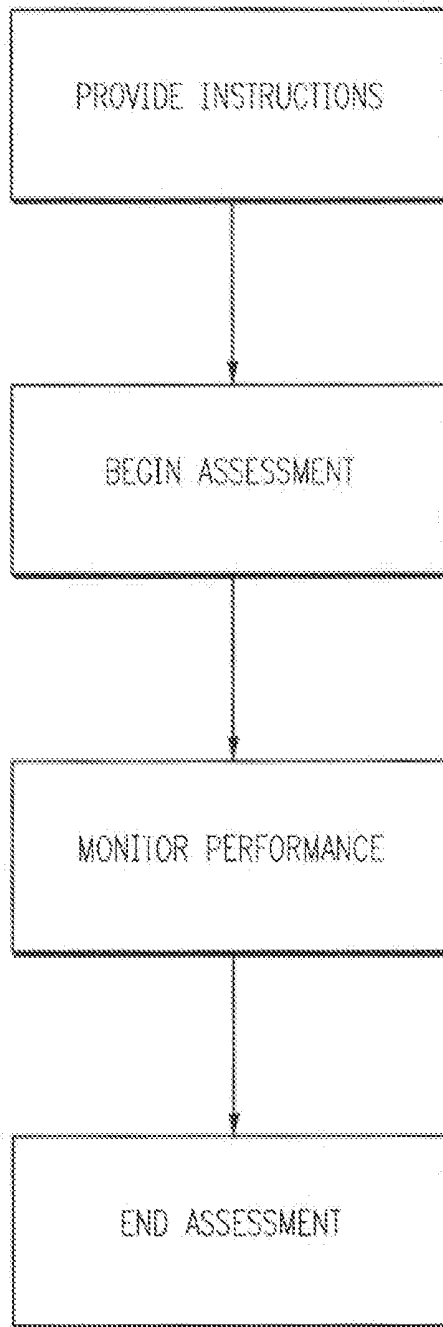 PROVIDE INSTRUCTIONS
BEGIN ASSESSMENT
MONITOR PERFORMANCE
END ASSESSMENT